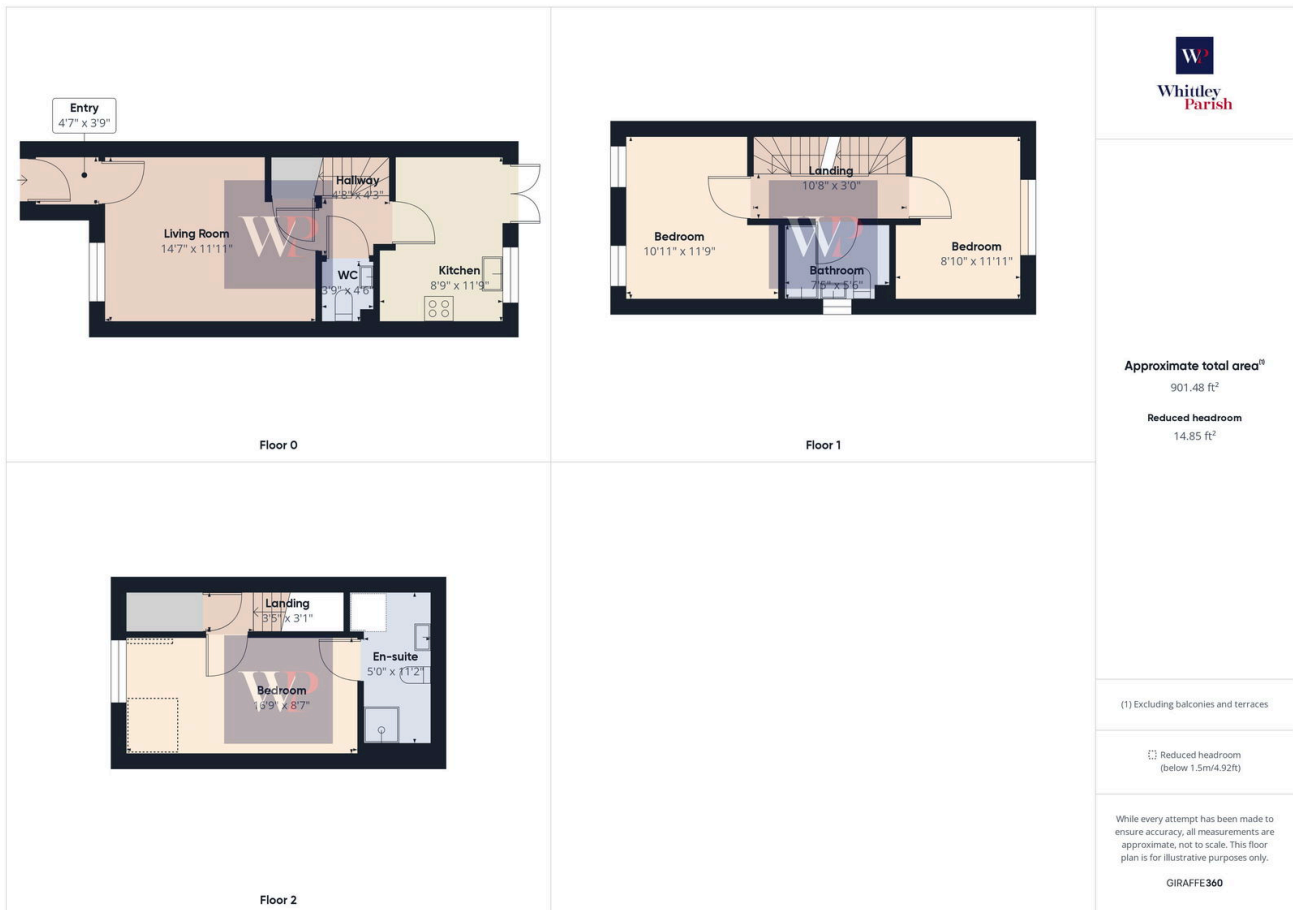 Entry
4'7" x 3'9"
Living Room
14'7" x 11'11"
Hallway
4'8" x 4'3"
WC
3'9" x 4'6"
Kitchen
8'9" x 11'9"
WP
Floor 0
Landing
10'8" x 3'0"
Bedroom
10'11" x 11'9"
Bathroom
7'5" x 5'6"
Bedroom
8'10" x 11'11"
WP
Floor 1
Landing
3'5" x 3'1"
En-suite
5'0" x 11'2"
Bedroom
16'9" x 8'7"
WP
Floor 2
WP
Whittley
Parish
Approximate total area(1)
901.48 ft²
Reduced headroom
14.85 ft²
(1) Excluding balconies and terraces
Reduced headroom
(below 1.5m/4.92ft)
While every attempt has been made to
ensure accuracy, all measurements are
approximate, not to scale. This floor
plan is for illustrative purposes only.
GIRAFFE360